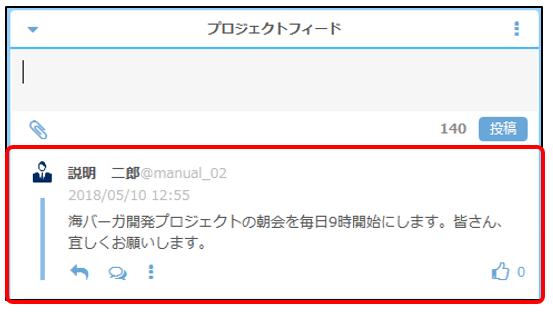 プロジェクトフィード
140 投稿
説明　二郎@manual_02
2018/05/10 12:55
海バーガ開発プロジェクトの朝会を毎日9時開始にします。皆さん、
宜しくお願いします。
0